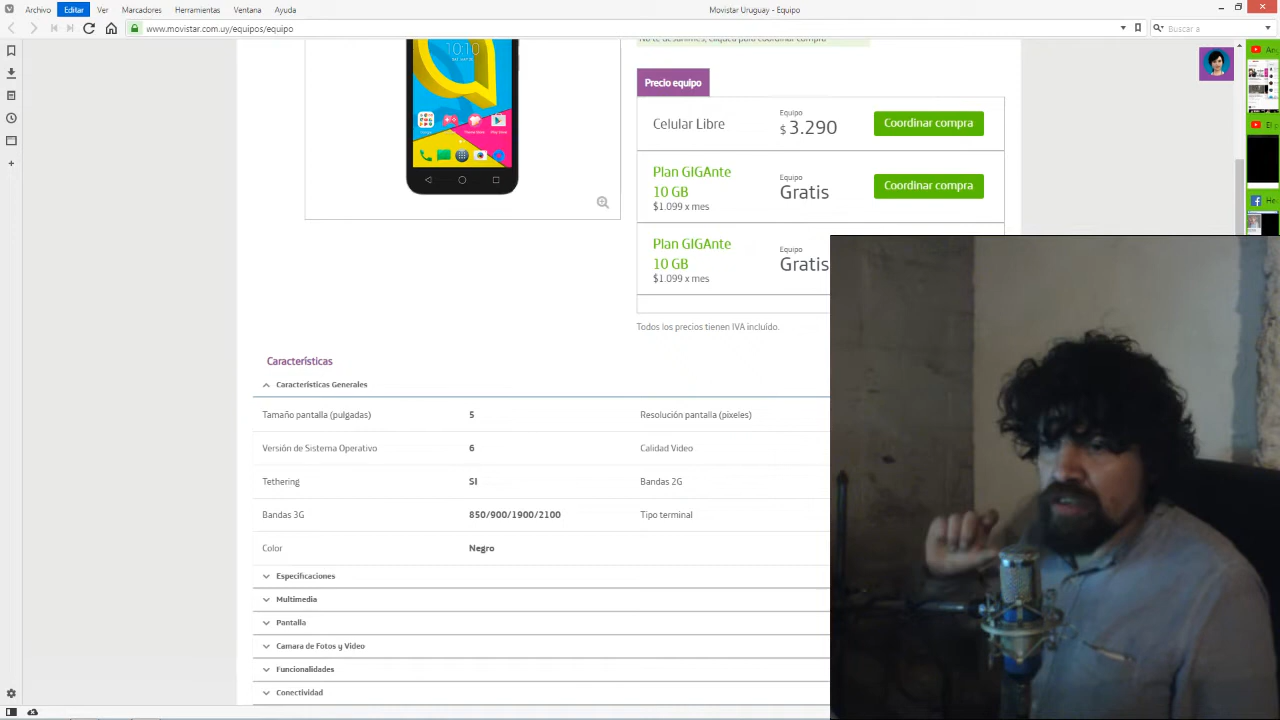 Archivo Editar Ver Marcadores Herramientas Ventana Ayuda
Movistar Uruguay - Equipo
www.movistar.com.uy/equipos/equipo
Buscar a
10:10
Precio equipo
Celular Libre
Equipo
$ 3.290
Coordinar compra
Plan GIGAnte
10 GB
$1.099 x mes
Equipo
Gratis
Coordinar compra
Plan GIGAnte
10 GB
$1.099 x mes
Equipo
Gratis
Todos los precios tienen IVA incluído.
Características
Características Generales
Tamaño pantalla (pulgadas) 5 Resolución pantalla (pixeles)
Versión de Sistema Operativo 6 Calidad Video
Tethering SI Bandas 2G
Bandas 3G 850/900/1900/2100 Tipo terminal
Color Negro
Especificaciones
Multimedia
Pantalla
Camara de Fotos y Video
Funcionalidades
Conectividad